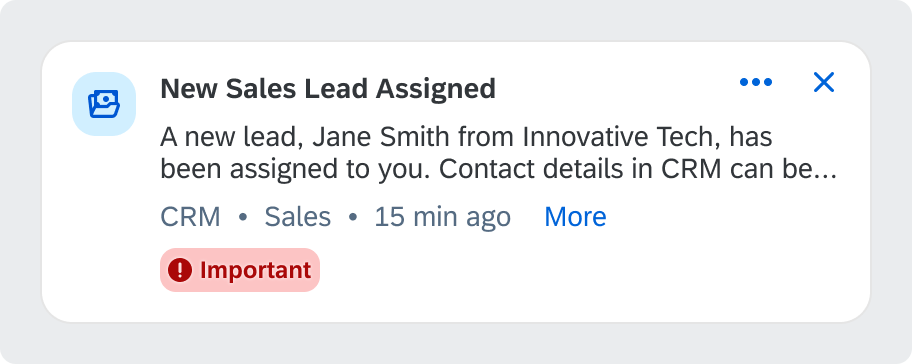 New Sales Lead Assigned
A new lead, Jane Smith from Innovative Tech, has
been assigned to you. Contact details in CRM can be...
CRM • Sales • 15 min ago More
Important